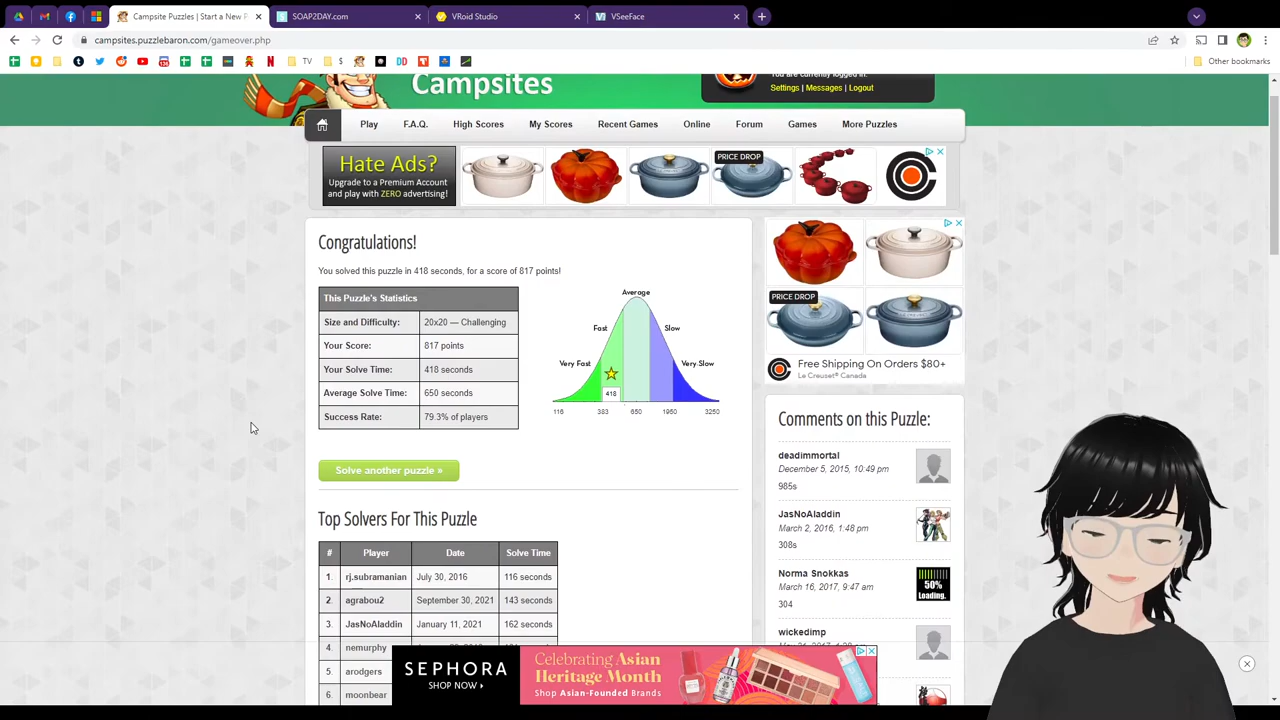 Campsite Puzzles | Start a New P
SOAP2DAY.com
VRoid Studio
VSeeFace
campsites.puzzlebaron.com/gameover.php
TV
$
DD
Other bookmarks
Campsites
You are currently logged in.
Settings | Messages | Logout
Play
F.A.Q.
High Scores
My Scores
Recent Games
Online
Forum
Games
More Puzzles
Hate Ads?
Upgrade to a Premium Account
and play with ZERO advertising!
PRICE DROP
Congratulations!
You solved this puzzle in 418 seconds, for a score of 817 points!
This Puzzle's Statistics
Size and Difficulty: 20x20 — Challenging
Your Score: 817 points
Your Solve Time: 418 seconds
Average Solve Time: 650 seconds
Success Rate: 79.3% of players
Average
Fast
Slow
Very Fast
Very Slow
418
116 383 650 1950 3250
Solve another puzzle »
Top Solvers For This Puzzle
# Player Date Solve Time
1. rj.subramanian July 30, 2016 116 seconds
2. agrabou2 September 30, 2021 143 seconds
3. JasNoAladdin January 11, 2021 162 seconds
4. nemurphy
5. arodgers
6. moonbear
PRICE DROP
Free Shipping On Orders $80+
Le Creuset® Canada
Comments on this Puzzle:
deadimmortal
December 5, 2015, 10:49 pm
985s
JasNoAladdin
March 2, 2016, 1:48 pm
308s
Norma Snokkas
March 16, 2017, 9:47 am
304
50%
Loading.
wickedimp
SEPHORA
SHOP NOW
Celebrating Asian
Heritage Month
Shop Asian-Founded Brands